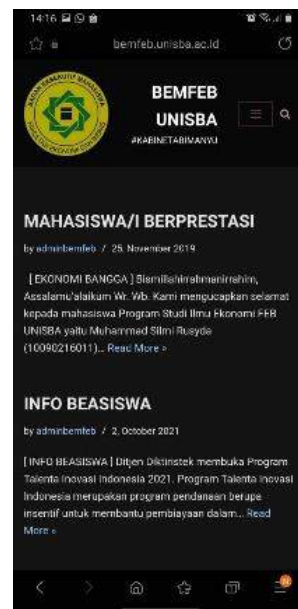 14:16
bemfeb.unisba.ac.id
BEMFEB
UNISBA
#KABINETABIMANYU
MAHASISWA/I BERPRESTASI
by adminbemfeb / 25, November 2019
[ EKONOMI BANGGA ] Bismillahirrahmanirrahim,
Assalamu'alaikum Wr. Wb. Kami mengucapkan selamat
kepada mahasiswa Program Studi Ilmu Ekonomi FEB
UNISBA yaitu Muhammad Silmi Rusyda
(10090216011)... Read More »
INFO BEASISWA
by adminbemfeb / 2, October 2021
[ INFO BEASISWA ] Ditjen Diktiristek membuka Program
Talenta Inovasi Indonesia 2021. Program Talenta Inovasi
Indonesia merupakan program pendanaan berupa
insentif untuk membantu pembiayaan dalam... Read
More »